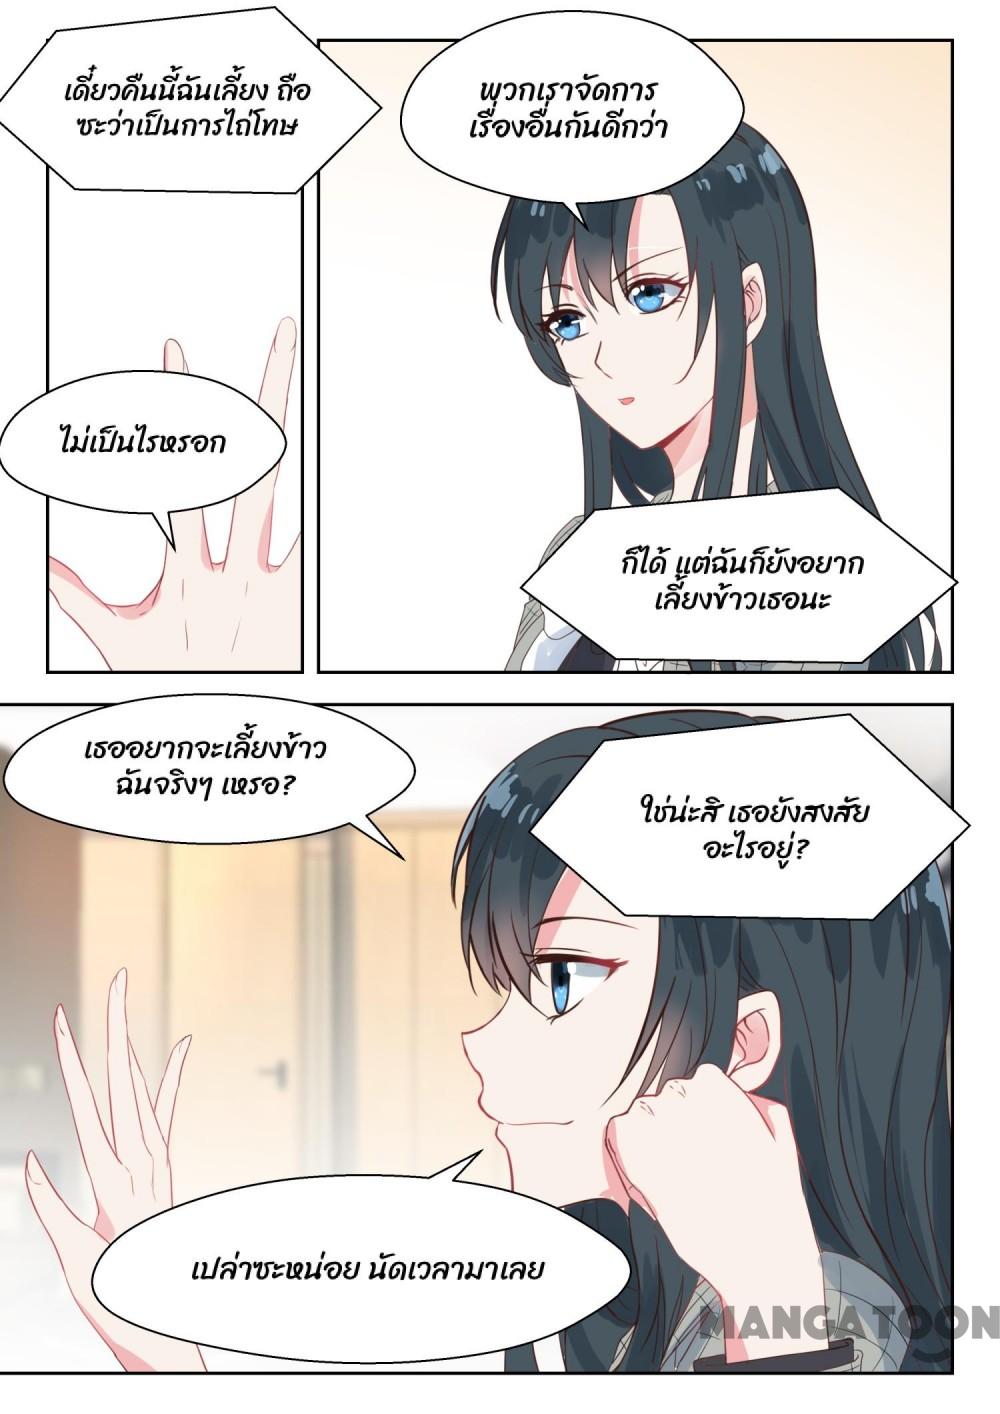 เดี๋ยวคืนนี้ฉันเลี้ยง ถือ
ซะว่าเป็นการไถ่โทษ
ไม่เป็นไรหรอก
พวกเราจัดการ
เรื่องอื่นกันดีกว่า
ก็ได้ แต่ฉันก็ยังอยาก
เลี้ยงข้าวเธอนะ
เธออยากจะเลี้ยงข้าว
ฉันจริงๆ เหรอ?
ใช่น่ะสิ เธอยังสงสัย
อะไรอยู่?
เปล่าซะหน่อย นัดเวลามาเลย
MANGATOON